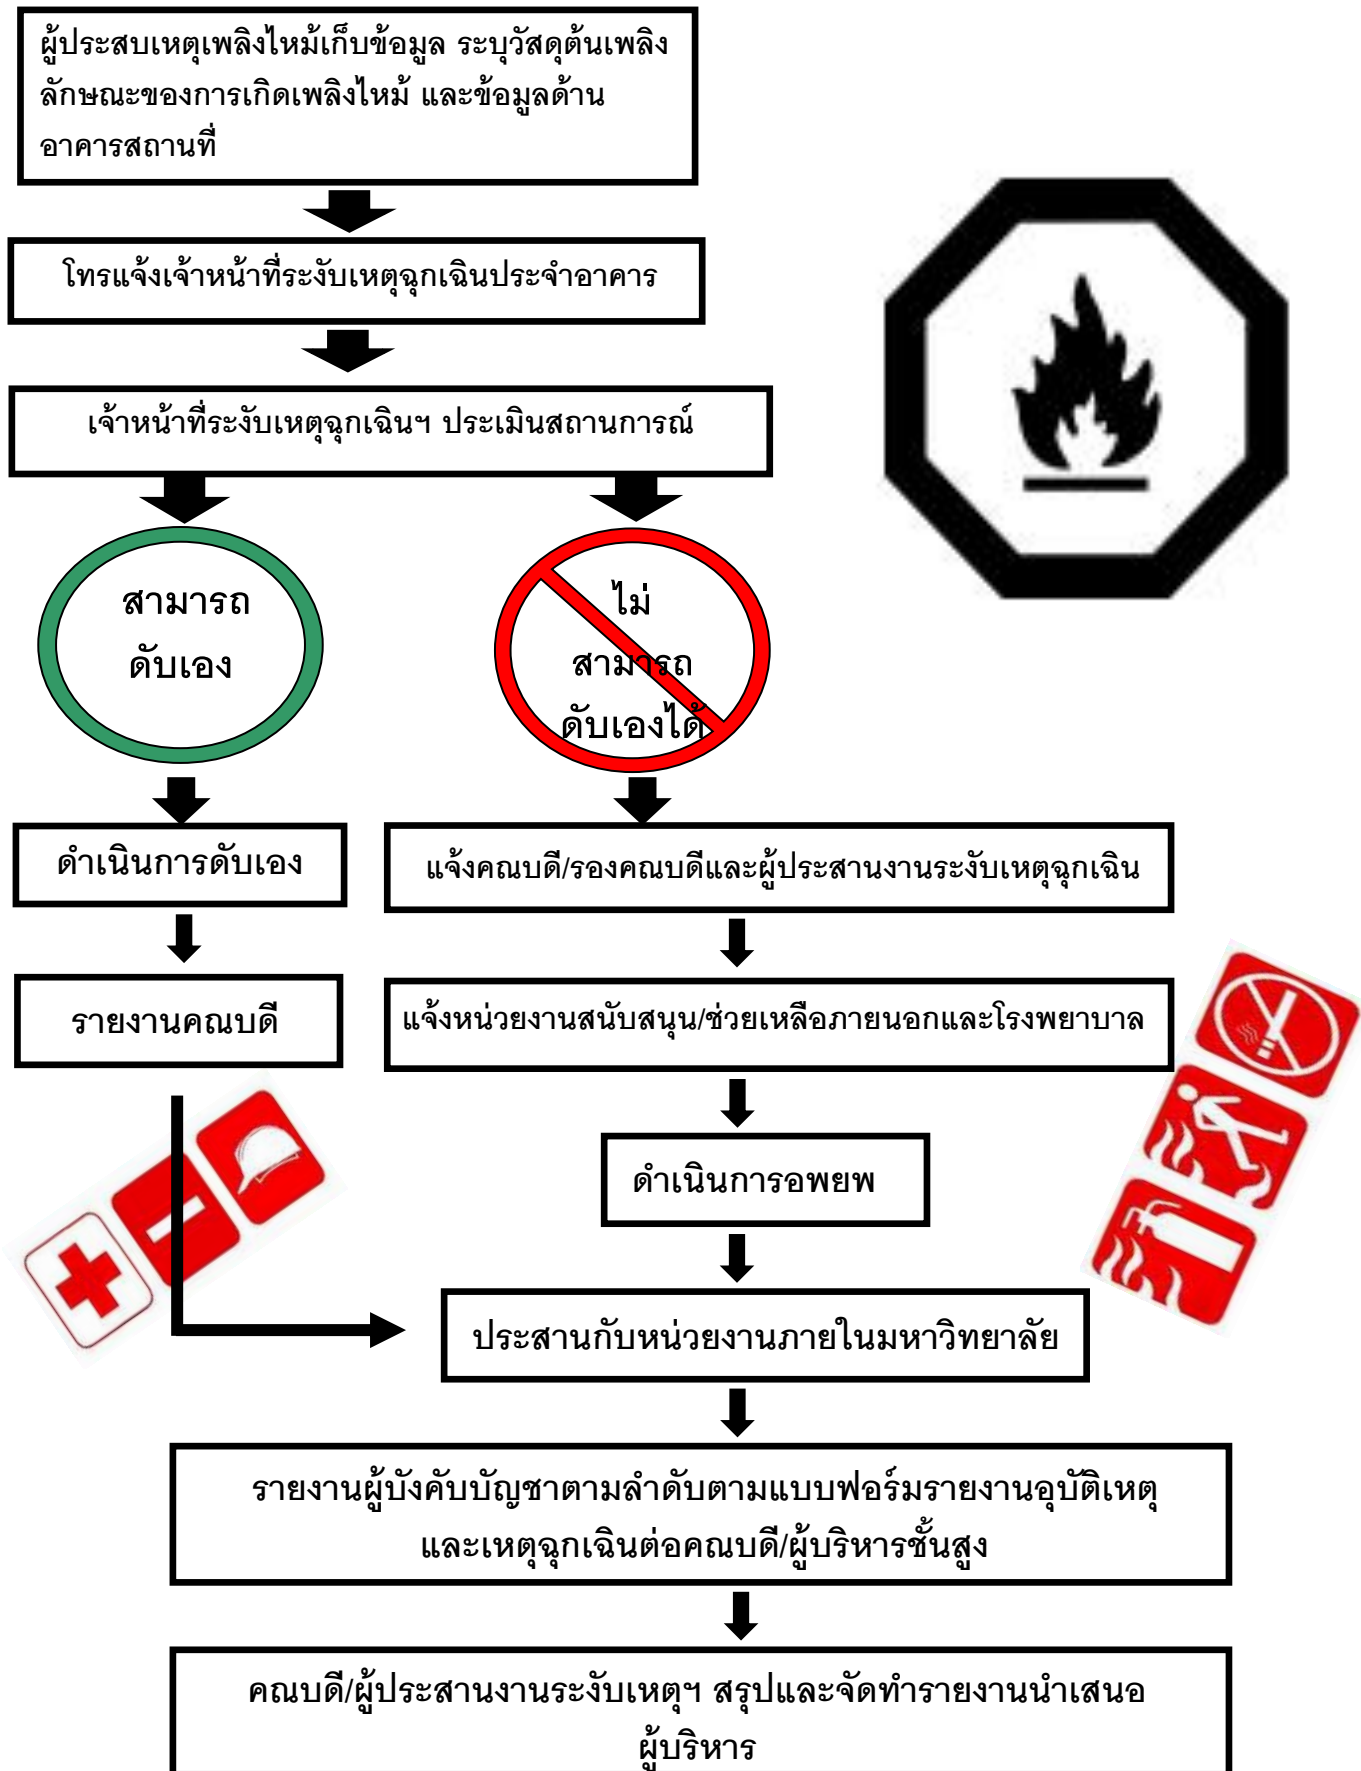 ผู้ประสบเหตุเพลิงไหม้เก็บข้อมูล ระบุวัสดุต้นเพลิง
ลักษณะของการเกิดเพลิงไหม้ และข้อมูลด้าน
อาคารสถานที่
โทรแจ้งเจ้าหน้าที่ระงับเหตุฉุกเฉินประจำอาคาร
เจ้าหน้าที่ระงับเหตุฉุกเฉินฯ ประเมินสถานการณ์
สามารถ
ดับเอง
ไม่
สามารถ
ดับเองได้
ดำเนินการดับเอง
แจ้งคณบดี/รองคณบดีและผู้ประสานงานระงับเหตุฉุกเฉิน
รายงานคณบดี
แจ้งหน่วยงานสนับสนุน/ช่วยเหลือภายนอกและโรงพยาบาล
ดำเนินการอพยพ
ประสานกับหน่วยงานภายในมหาวิทยาลัย
รายงานผู้บังคับบัญชาตามลำดับตามแบบฟอร์มรายงานอุบัติเหตุ
และเหตุฉุกเฉินต่อคณบดี/ผู้บริหารชั้นสูง
คณบดี/ผู้ประสานงานระงับเหตุฯ สรุปและจัดทำรายงานนำเสนอ
ผู้บริหาร